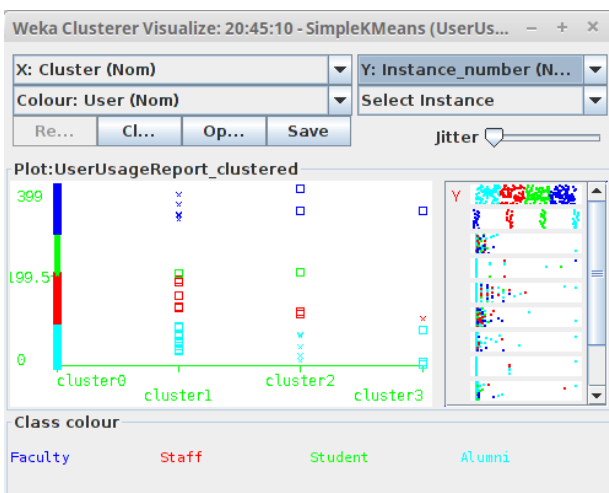 Weka Clusterer Visualize: 20:45:10 - SimpleKMeans (UserUs...
X: Cluster (Nom)
Y: Instance_number (N...
Colour: User (Nom)
Select Instance
Re...
Cl...
Op...
Save
Jitter
Plot:UserUsageReport_clustered
399
199.5
0
cluster0
cluster1
cluster2
cluster3
Y
Class colour
Faculty
Staff
Student
Alumni